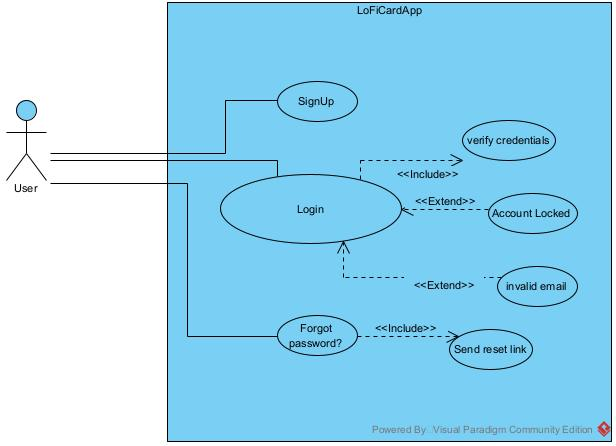 LoFiCardApp
SignUp
verify credentials
<<Include>>
User
Login
<<Extend>>
Account Locked
<<Extend>>
invalid email
Forgot
password?
<<Include>>
Send reset link
Powered By Visual Paradigm Community Edition